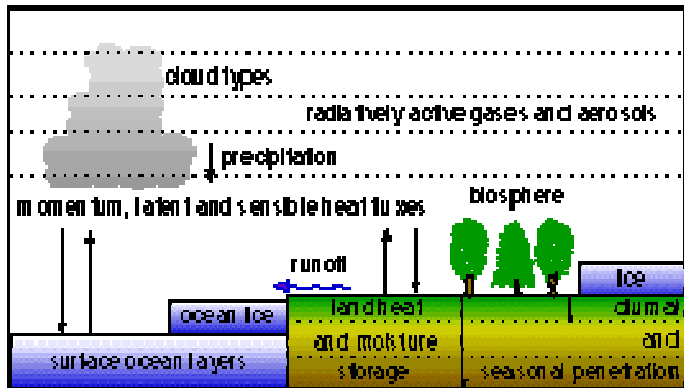 cloud types
radiatively active gases and aerosols
precipitation
biosphere
momentum, latent and sensible heat fluxes
runoff
ice
ocean ice
land heat
and moisture
storage
diurnal
and
seasonal penetration
surface ocean layers